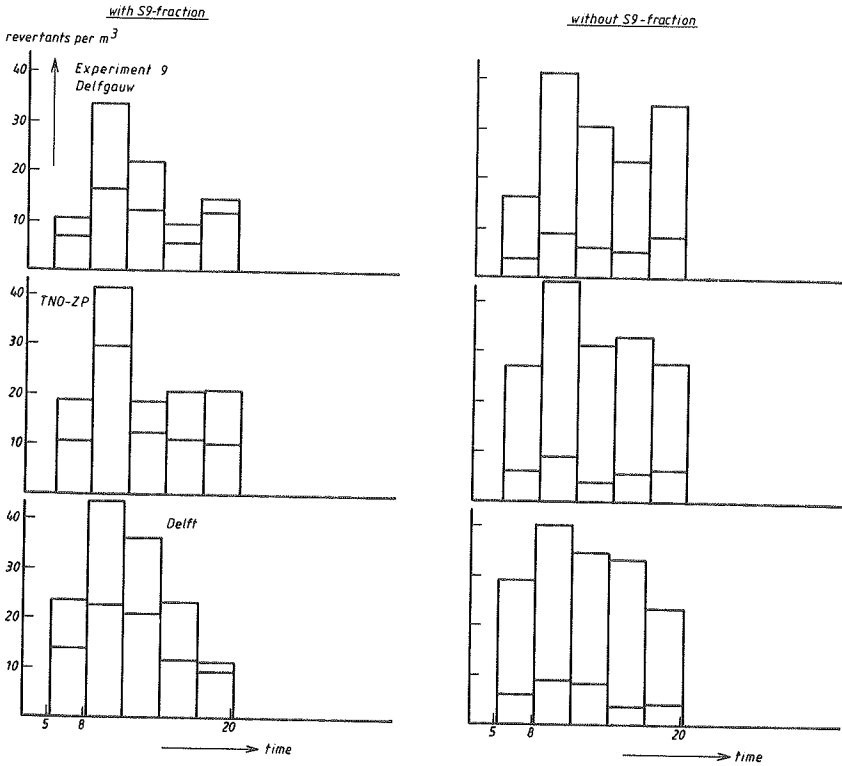 with S9-fraction
without S9-fraction
revertants per m³
Experiment 9
Delfgauw
40
30
20
10
TNO-ZP
40
30
20
10
Delft
40
30
20
10
5 8 20
time
5 8 20
time